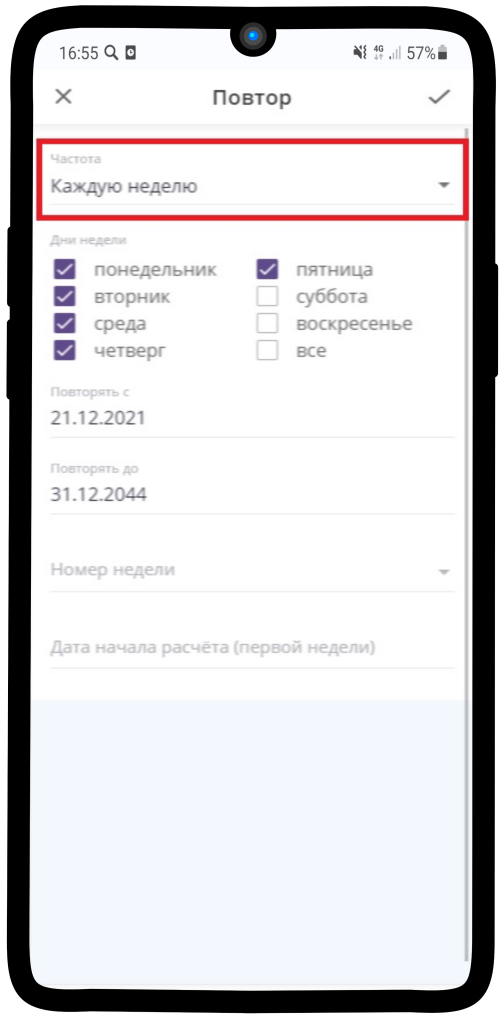 16:55
4G 57%
Повтор
Частота
Каждую неделю
Дни недели
понедельник пятница
вторник суббота
среда воскресенье
четверг все
Повторять с
21.12.2021
Повторять до
31.12.2044
Номер недели
Дата начала расчёта (первой недели)